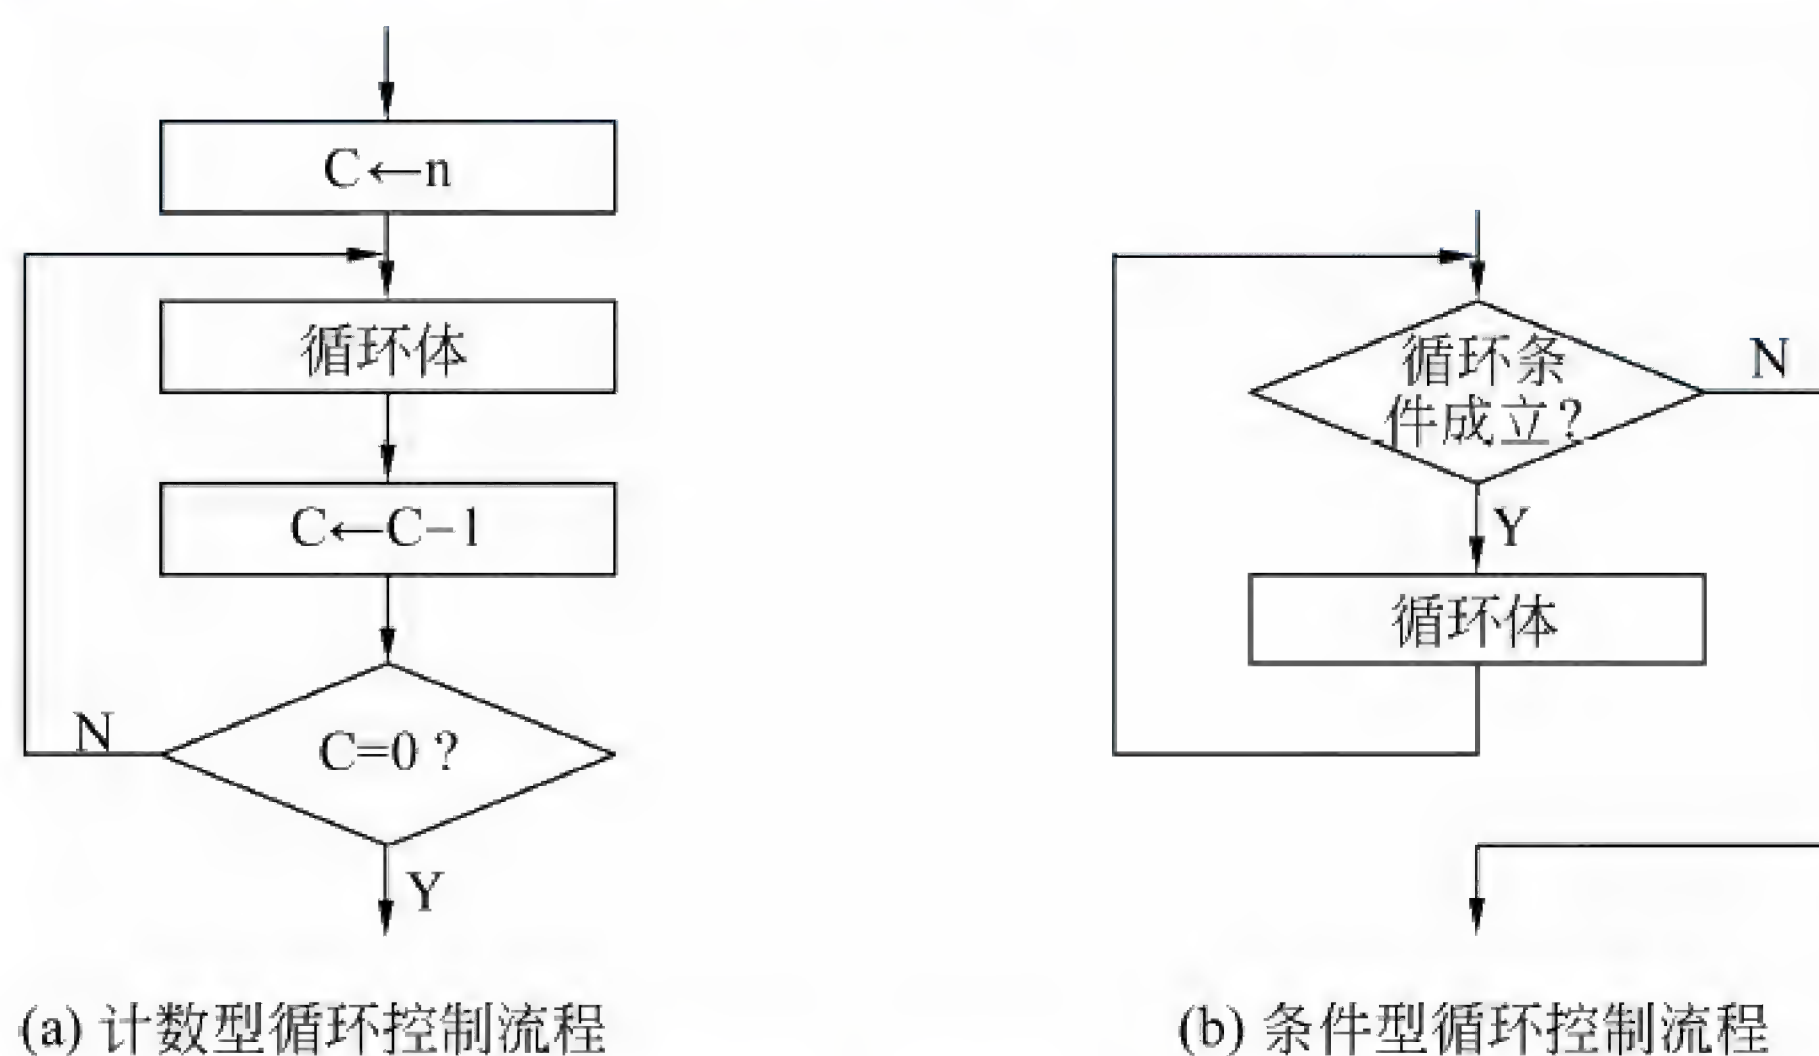 C←n
循环体
C←C-1
C=0？
N
Y
(a) 计数型循环控制流程
循环条
件成立？
N
Y
循环体
(b) 条件型循环控制流程